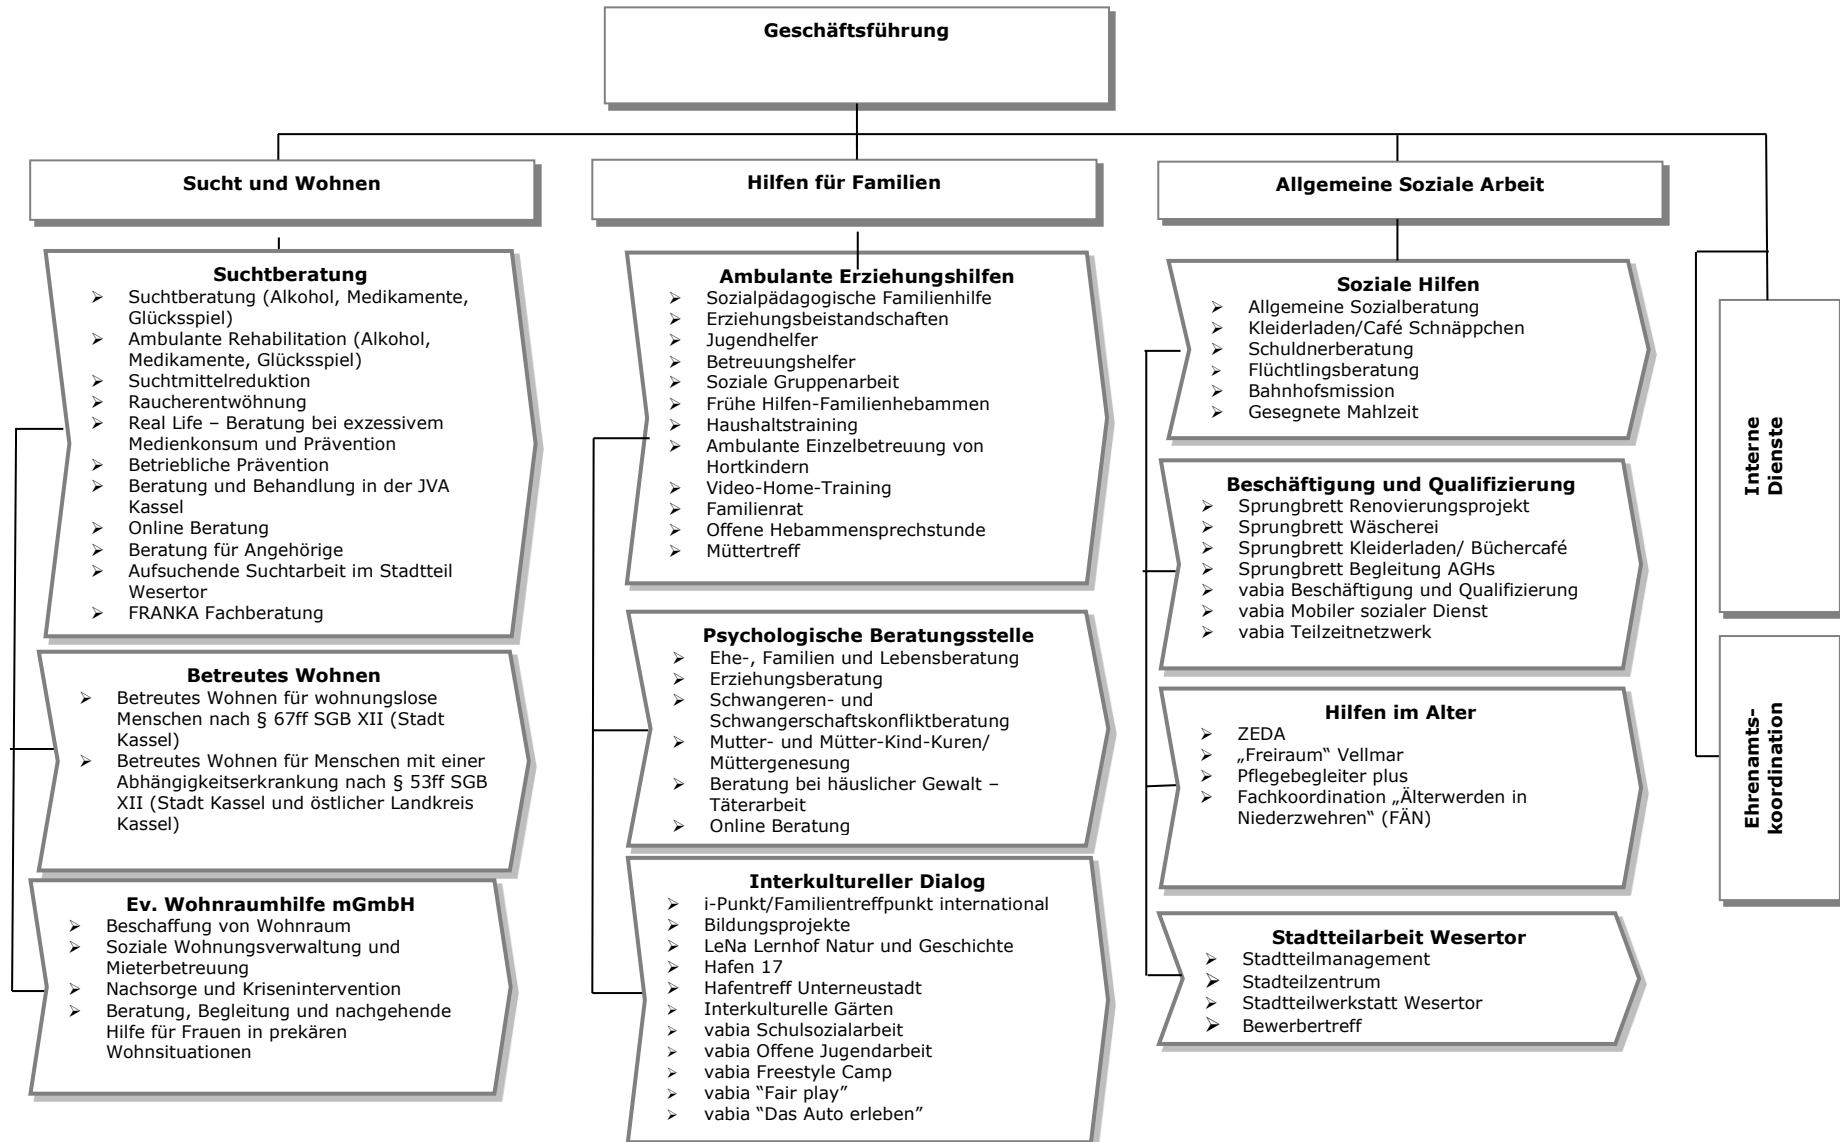 Geschäftsführung
Sucht und Wohnen
Suchtberatung
➢ Suchtberatung (Alkohol, Medikamente,
Glücksspiel)
➢ Ambulante Rehabilitation (Alkohol,
Medikamente, Glücksspiel)
➢ Suchtmittelreduktion
➢ Raucherentwöhnung
➢ Real Life – Beratung bei exzessivem
Medienkonsum und Prävention
➢ Betriebliche Prävention
➢ Beratung und Behandlung in der JVA
Kassel
➢ Online Beratung
➢ Beratung für Angehörige
➢ Aufsuchende Suchtarbeit im Stadtteil
Wesertor
➢ FRANKA Fachberatung
Betreutes Wohnen
➢ Betreutes Wohnen für wohnungslose
Menschen nach § 67ff SGB XII (Stadt
Kassel)
➢ Betreutes Wohnen für Menschen mit einer
Abhängigkeitserkrankung nach § 53ff SGB
XII (Stadt Kassel und östlicher Landkreis
Kassel)
Ev. Wohnraumhilfe mGmbH
➢ Beschaffung von Wohnraum
➢ Soziale Wohnungsverwaltung und
Mieterbetreuung
➢ Nachsorge und Krisenintervention
➢ Beratung, Begleitung und nachgehende
Hilfe für Frauen in prekären
Wohnsituationen
Hilfen für Familien
Ambulante Erziehungshilfen
➢ Sozialpädagogische Familienhilfe
➢ Erziehungsbeistandschaften
➢ Jugendhelfer
➢ Betreuungshelfer
➢ Soziale Gruppenarbeit
➢ Frühe Hilfen-Familienhebammen
➢ Haushaltstraining
➢ Ambulante Einzelbetreuung von
Hortkindern
➢ Video-Home-Training
➢ Familienrat
➢ Offene Hebammensprechstunde
➢ Müttertreff
Psychologische Beratungsstelle
➢ Ehe-, Familien und Lebensberatung
➢ Erziehungsberatung
➢ Schwangeren- und
Schwangerschaftskonfliktberatung
➢ Mutter- und Mütter-Kind-Kuren/
Müttergenesung
➢ Beratung bei häuslicher Gewalt –
Täterarbeit
➢ Online Beratung
Interkultureller Dialog
➢ i-Punkt/Familientreffpunkt international
➢ Bildungsprojekte
➢ LeNa Lernhof Natur und Geschichte
➢ Hafen 17
➢ Hafentreff Unterneustadt
➢ Interkulturelle Gärten
➢ vabia Schulsozialarbeit
➢ vabia Offene Jugendarbeit
➢ vabia Freestyle Camp
➢ vabia “Fair play”
➢ vabia “Das Auto erleben”
Allgemeine Soziale Arbeit
Soziale Hilfen
➢ Allgemeine Sozialberatung
➢ Kleiderladen/Café Schnäppchen
➢ Schuldnerberatung
➢ Flüchtlingsberatung
➢ Bahnhofsmission
➢ Gesegnete Mahlzeit
Beschäftigung und Qualifizierung
➢ Sprungbrett Renovierungsprojekt
➢ Sprungbrett Wäscherei
➢ Sprungbrett Kleiderladen/ Büchercafé
➢ Sprungbrett Begleitung AGHs
➢ vabia Beschäftigung und Qualifizierung
➢ vabia Mobiler sozialer Dienst
➢ vabia Teilzeitnetzwerk
Hilfen im Alter
➢ ZEDA
➢ „Freiraum“ Vellmar
➢ Pflegebegleiter plus
➢ Fachkoordination „Älterwerden in
Niederzwehren“ (FÄN)
Stadtteilarbeit Wesertor
➢ Stadtteilmanagement
➢ Stadteilzentrum
➢ Stadtteilwerkstatt Wesertor
➢ Bewerbertreff
Interne
Dienste
Ehrenamts-
koordination